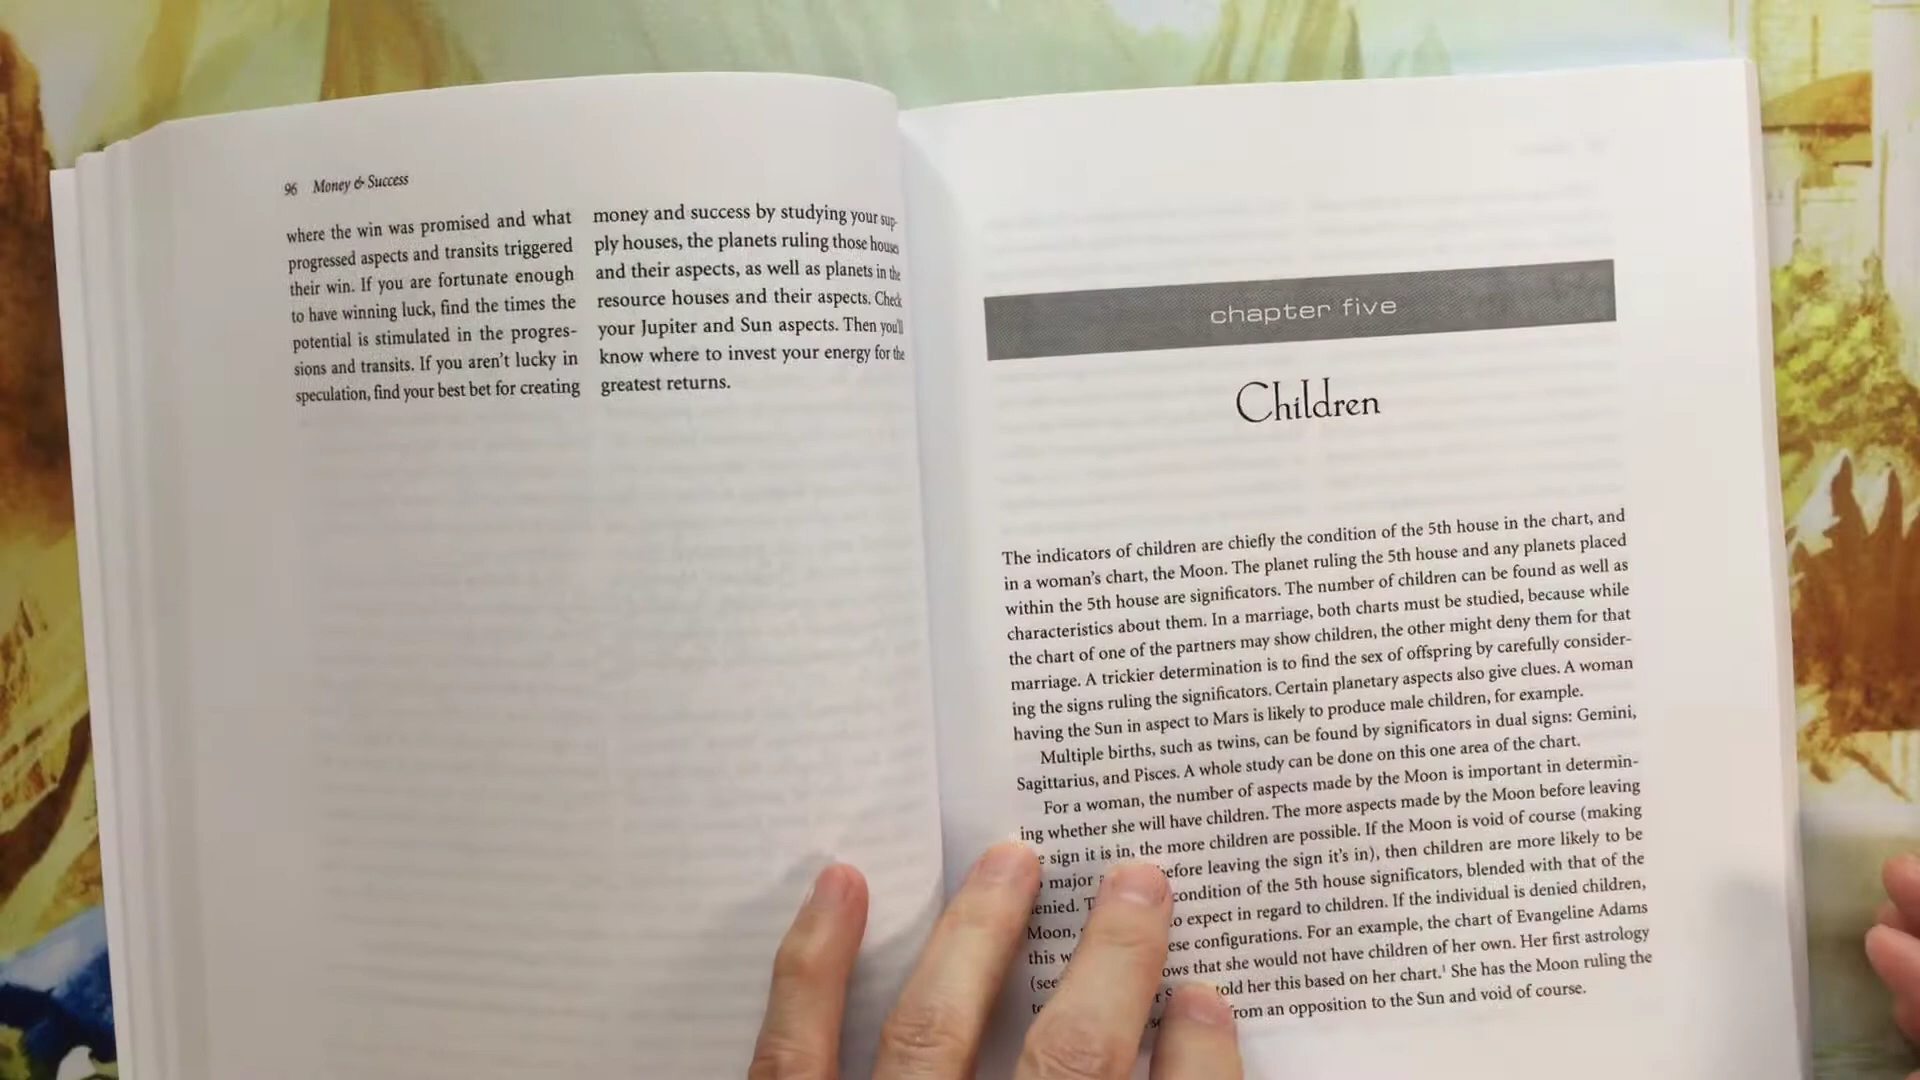 96 Money & Success
where the win was promised and what
progressed aspects and transits triggered
their win. If you are fortunate enough
to have winning luck, find the times the
potential is stimulated in the progres-
sions and transits. If you aren't lucky in
speculation, find your best bet for creating
money and success by studying your sup-
ply houses, the planets ruling those houses
and their aspects, as well as planets in the
resource houses and their aspects. Check
your Jupiter and Sun aspects. Then you'll
know where to invest your energy for the
greatest returns.
chapter five
Children
The indicators of children are chiefly the condition of the 5th house in the chart, and
in a woman's chart, the Moon. The planet ruling the 5th house and any planets placed
within the 5th house are significators. The number of children can be found as well as
characteristics about them. In a marriage, both charts must be studied, because while
the chart of one of the partners may show children, the other might deny them for that
marriage. A trickier determination is to find the sex of offspring by carefully consider-
ing the signs ruling the significators. Certain planetary aspects also give clues. A woman
having the Sun in aspect to Mars is likely to produce male children, for example.
Multiple births, such as twins, can be found by significators in dual signs: Gemini,
Sagittarius, and Pisces. A whole study can be done on this one area of the chart.
For a woman, the number of aspects made by the Moon is important in determin-
ing whether she will have children. The more aspects made by the Moon before leaving
sign it is in, the more children are possible. If the Moon is void of course (making
major before leaving the sign it's in), then children are more likely to be
denied. condition of the 5th house significators, blended with that of the
Moon, to expect in regard to children. If the individual is denied children,
this these configurations. For an example, the chart of Evangeline Adams
(see that she would not have children of her own. Her first astrology
told her this based on her chart.¹ She has the Moon ruling the
from an opposition to the Sun and void of course.